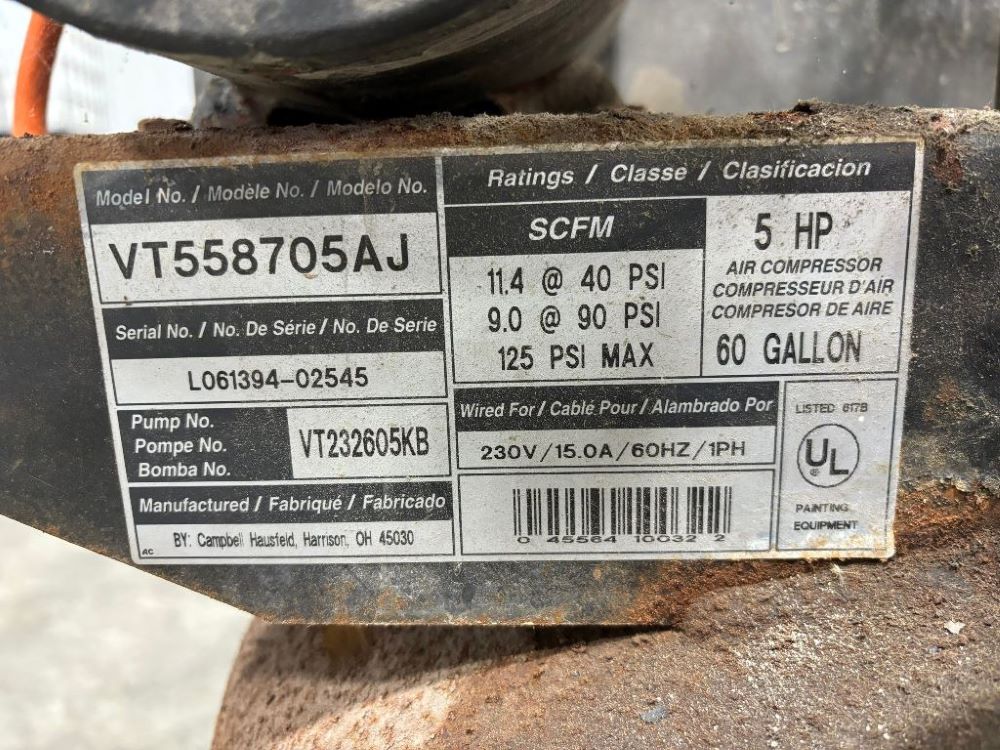 Model No. / Modèle No. / Modelo No.
VT558705AJ
Serial No. / No. De Série / No. De Serie
L061394-02545
Pump No.
Pompe No.
Bomba No.
VT232605KB
Manufactured / Fabriqué / Fabricado
BY: Campbell Hausfeld, Harrison, OH 45030
AC
Ratings / Classe / Clasificacion
SCFM
11.4 @ 40 PSI
9.0 @ 90 PSI
125 PSI MAX
5 HP
AIR COMPRESSOR
COMPRESSEUR D'AIR
COMPRESOR DE AIRE
60 GALLON
Wired For / Cable Pour / Alambrado Por
230V/15.0A/60HZ/1PH
0 45564 10032 2
LISTED 617B
UL
PAINTING
EQUIPMENT